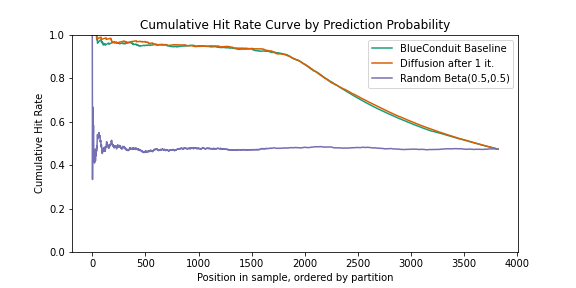 Cumulative Hit Rate Curve by Prediction Probability
1.0
0.8
0.6
0.4
0.2
0.0
Cumulative Hit Rate
BlueConduit Baseline
Diffusion after 1 it.
Random Beta(0.5,0.5)
0 500 1000 1500 2000 2500 3000 3500 4000
Position in sample, ordered by partition